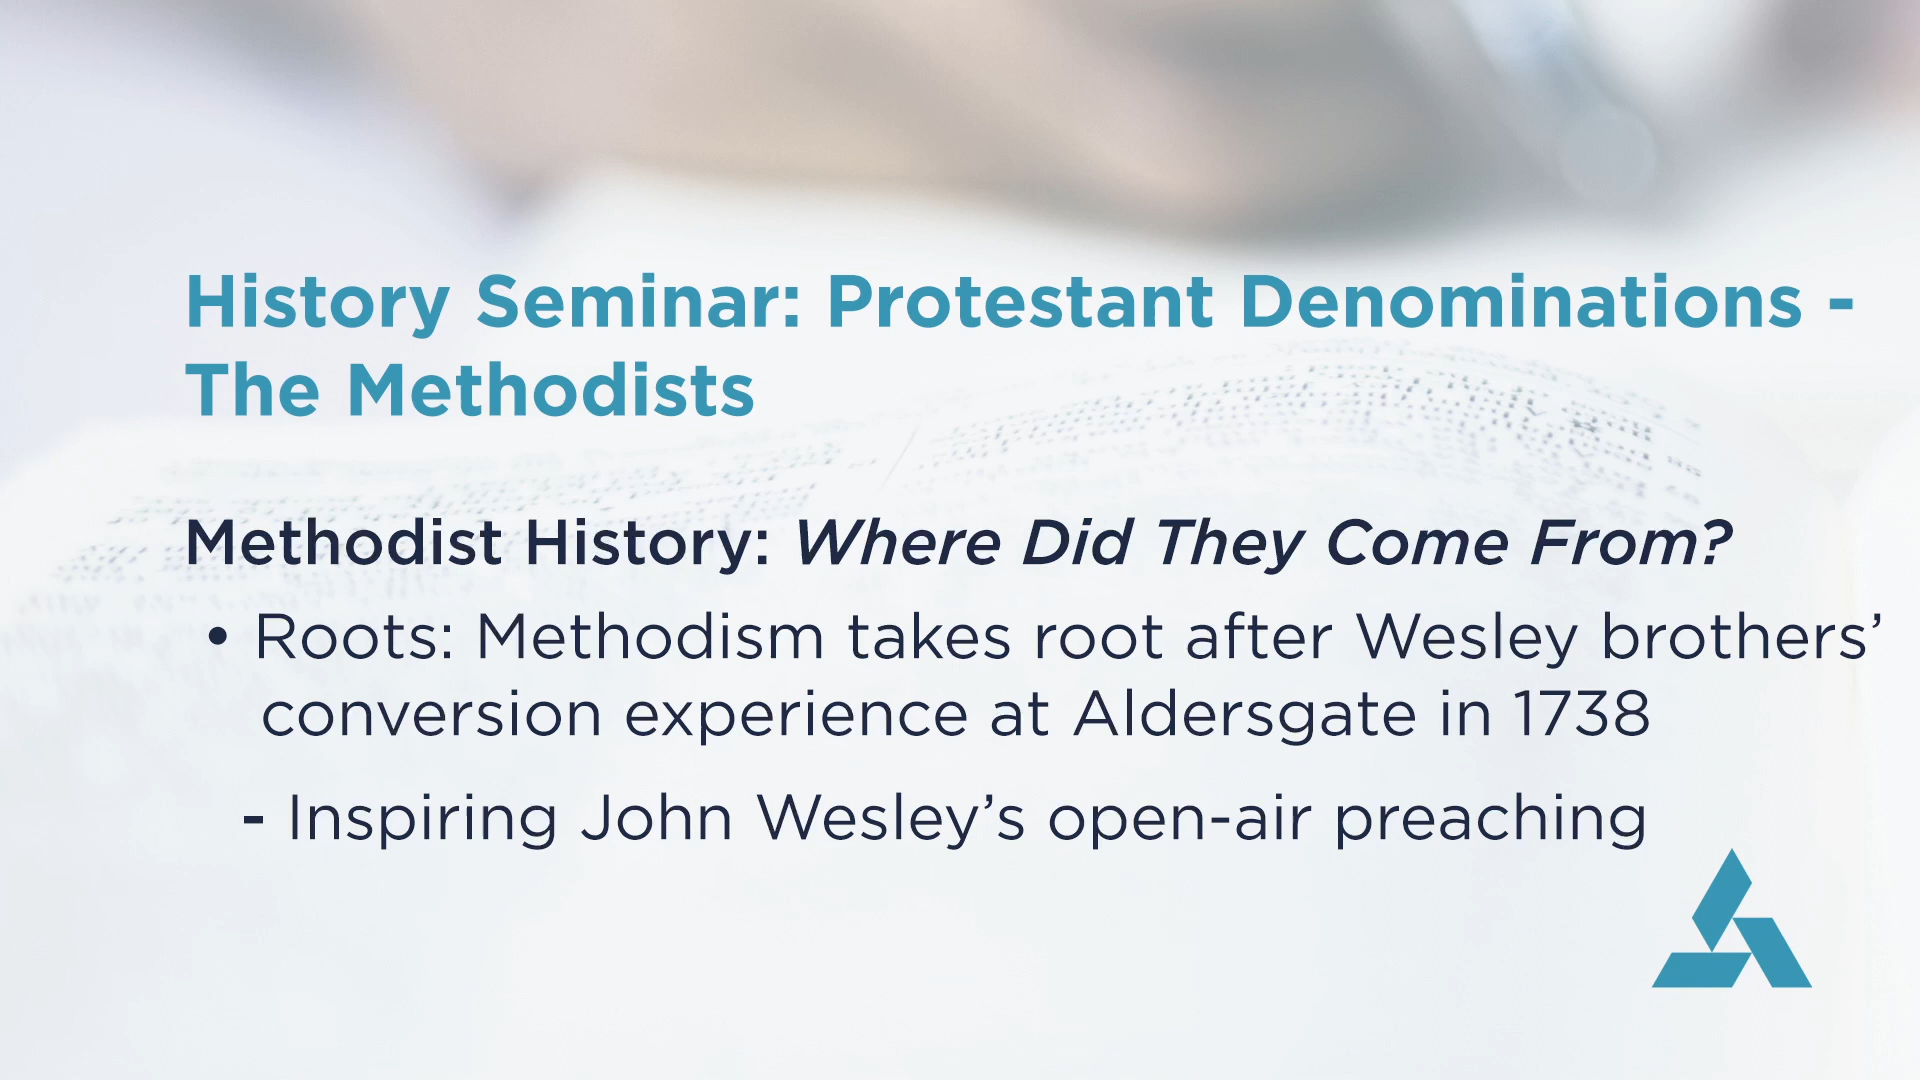 History Seminar: Protestant Denominations -
The Methodists
Methodist History: Where Did They Come From?
• Roots: Methodism takes root after Wesley brothers’
conversion experience at Aldersgate in 1738
- Inspiring John Wesley’s open-air preaching